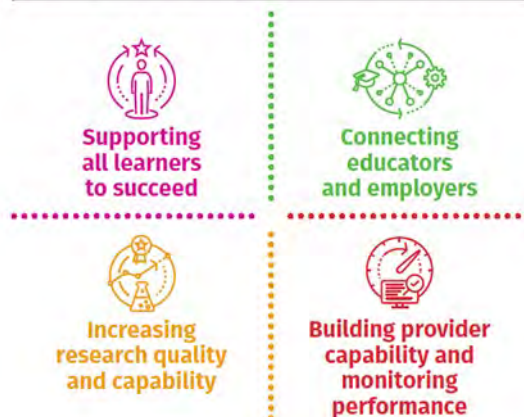 Supporting
all learners
to succeed
Connecting
educators
and employers
Increasing
research quality
and capability
Building provider
capability and
monitoring
performance